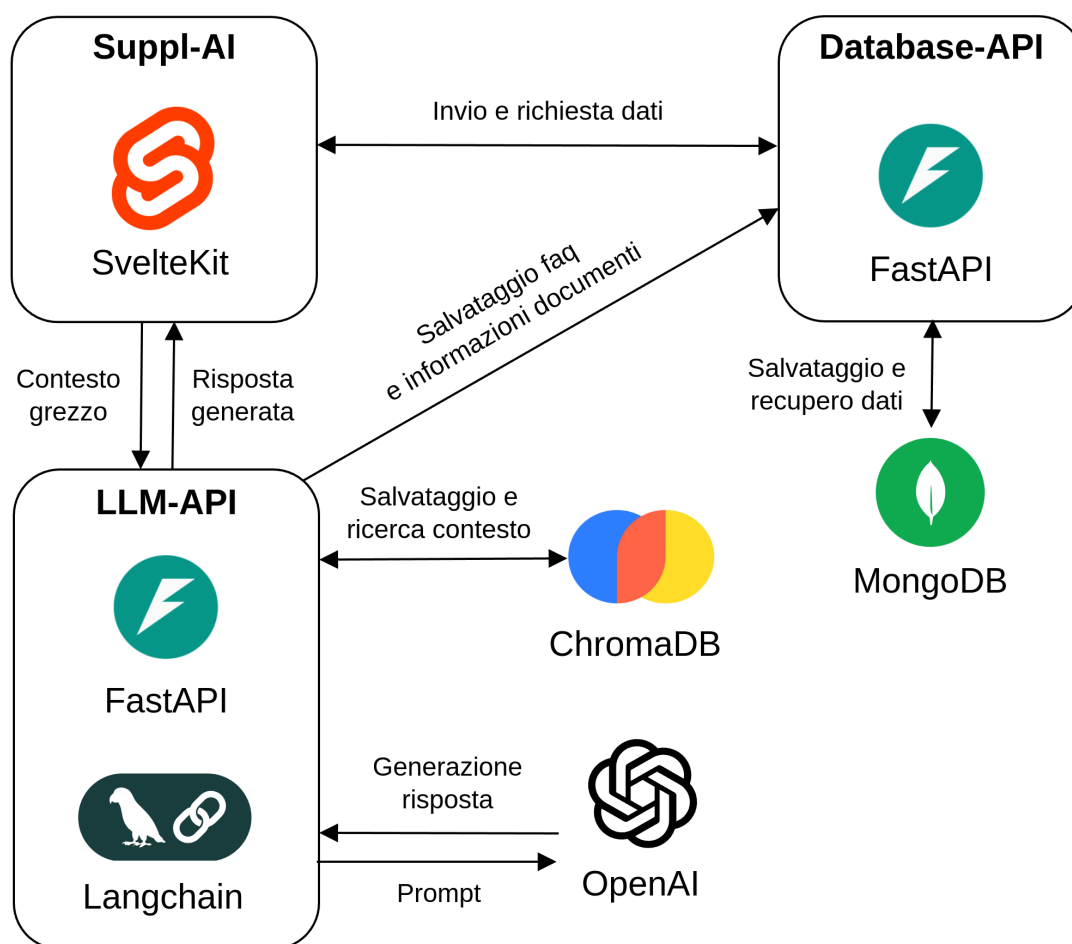 Suppl-AI
SvelteKit
Invio e richiesta dati
Database-API
FastAPI
Salvataggio faq
e informazioni documenti
Contesto
grezzo
Risposta
generata
Salvataggio e
recupero dati
MongoDB
LLM-API
FastAPI
Langchain
Salvataggio e
ricerca contesto
ChromaDB
Generazione
risposta
Prompt
OpenAI